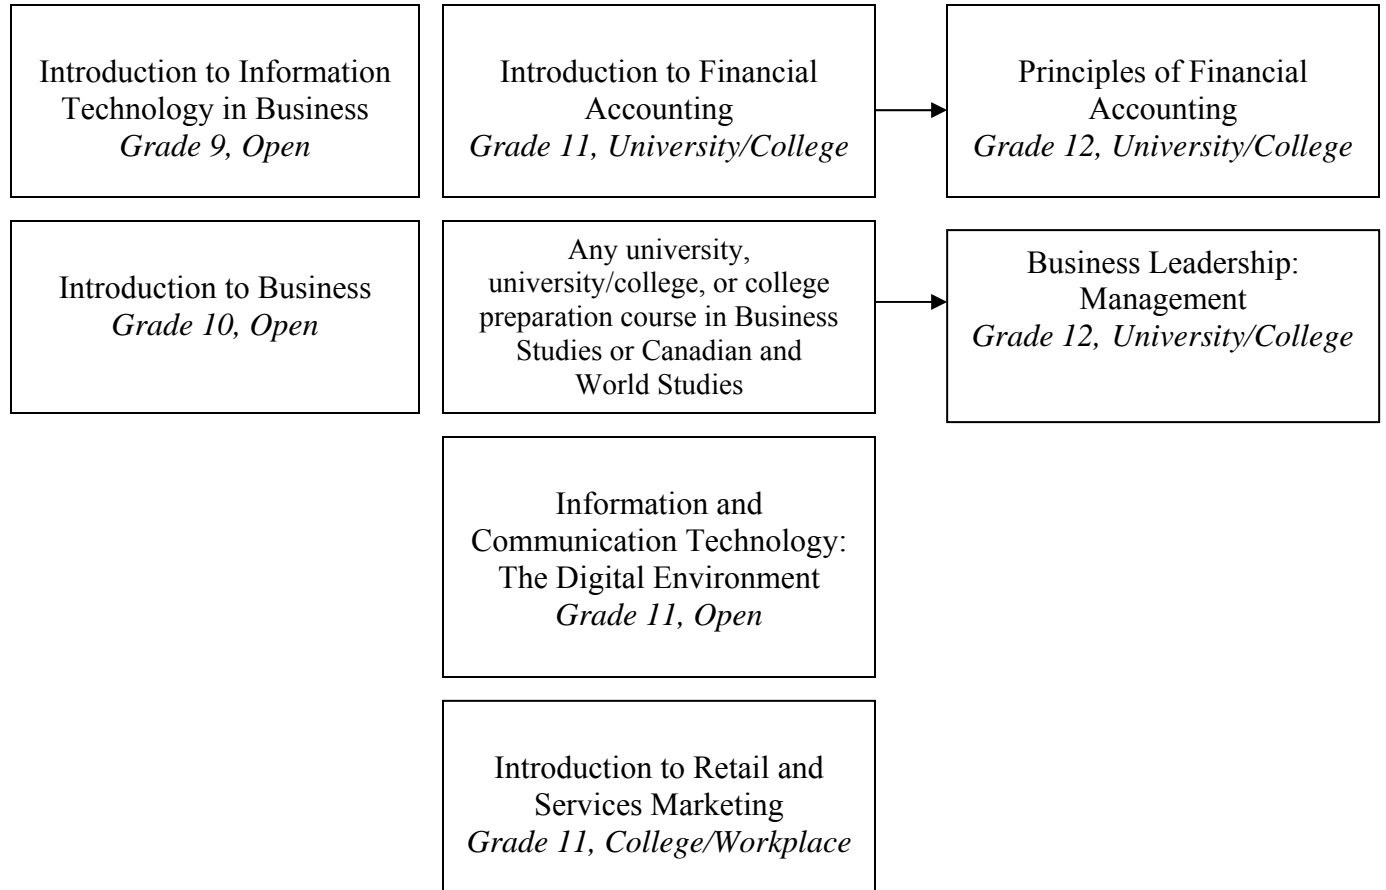 Introduction to Information
Technology in Business
Grade 9, Open
Introduction to Financial
Accounting
Grade 11, University/College
Principles of Financial
Accounting
Grade 12, University/College
Introduction to Business
Grade 10, Open
Any university,
university/college, or college
preparation course in Business
Studies or Canadian and
World Studies
Business Leadership:
Management
Grade 12, University/College
Information and
Communication Technology:
The Digital Environment
Grade 11, Open
Introduction to Retail and
Services Marketing
Grade 11, College/Workplace